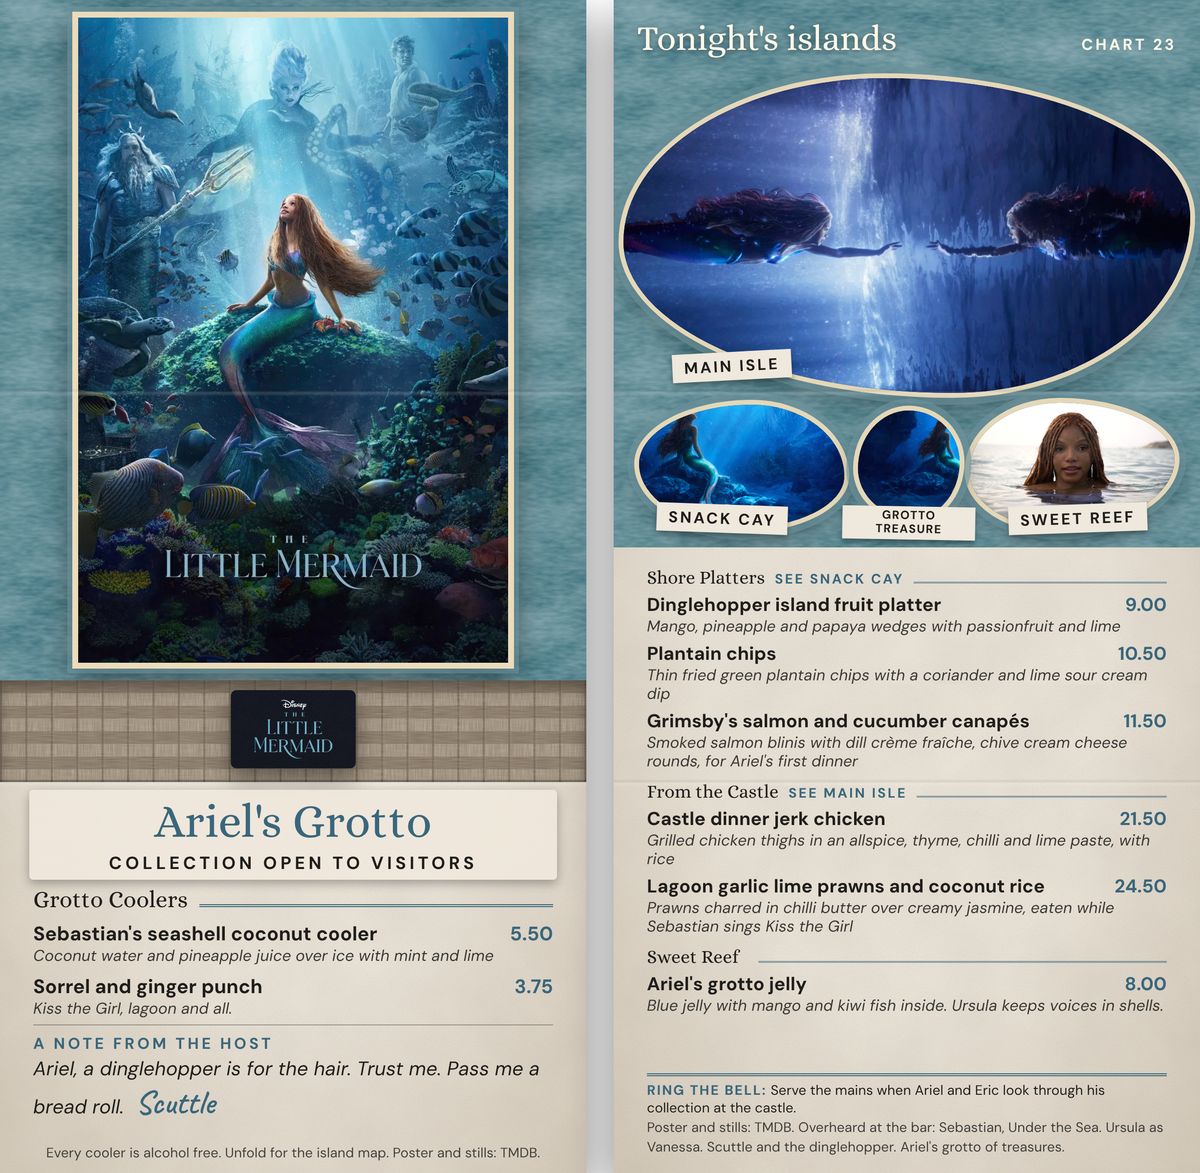 THE
LITTLE MERMAID
Disney
THE
LITTLE
MERMAID
Ariel's Grotto
COLLECTION OPEN TO VISITORS
Grotto Coolers
Sebastian's seashell coconut cooler 5.50
Coconut water and pineapple juice over ice with mint and lime
Sorrel and ginger punch 3.75
Kiss the Girl, lagoon and all.
A NOTE FROM THE HOST
Ariel, a dinglehopper is for the hair. Trust me. Pass me a
bread roll. Scuttle
Every cooler is alcohol free. Unfold for the island map. Poster and stills: TMDB.
Tonight's islands
CHART 23
MAIN ISLE
SNACK CAY
GROTTO
TREASURE
SWEET REEF
Shore Platters SEE SNACK CAY
Dinglehopper island fruit platter 9.00
Mango, pineapple and papaya wedges with passionfruit and lime
Plantain chips 10.50
Thin fried green plantain chips with a coriander and lime sour cream
dip
Grimsby's salmon and cucumber canapés 11.50
Smoked salmon blinis with dill crème fraîche, chive cream cheese
rounds, for Ariel's first dinner
From the Castle SEE MAIN ISLE
Castle dinner jerk chicken 21.50
Grilled chicken thighs in an allspice, thyme, chilli and lime paste, with
rice
Lagoon garlic lime prawns and coconut rice 24.50
Prawns charred in chilli butter over creamy jasmine, eaten while
Sebastian sings Kiss the Girl
Sweet Reef
Ariel's grotto jelly 8.00
Blue jelly with mango and kiwi fish inside. Ursula keeps voices in shells.
RING THE BELL: Serve the mains when Ariel and Eric look through his
collection at the castle.
Poster and stills: TMDB. Overheard at the bar: Sebastian, Under the Sea. Ursula as
Vanessa. Scuttle and the dinglehopper. Ariel's grotto of treasures.